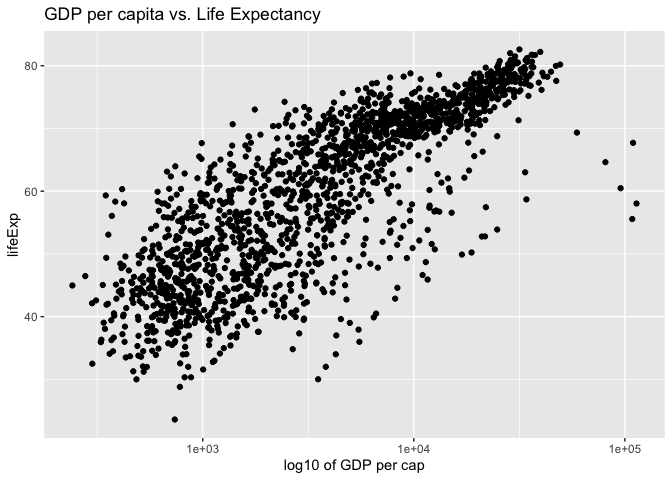 GDP per capita vs. Life Expectancy
80
60
40
lifeExp
1e+03
1e+04
1e+05
log10 of GDP per cap